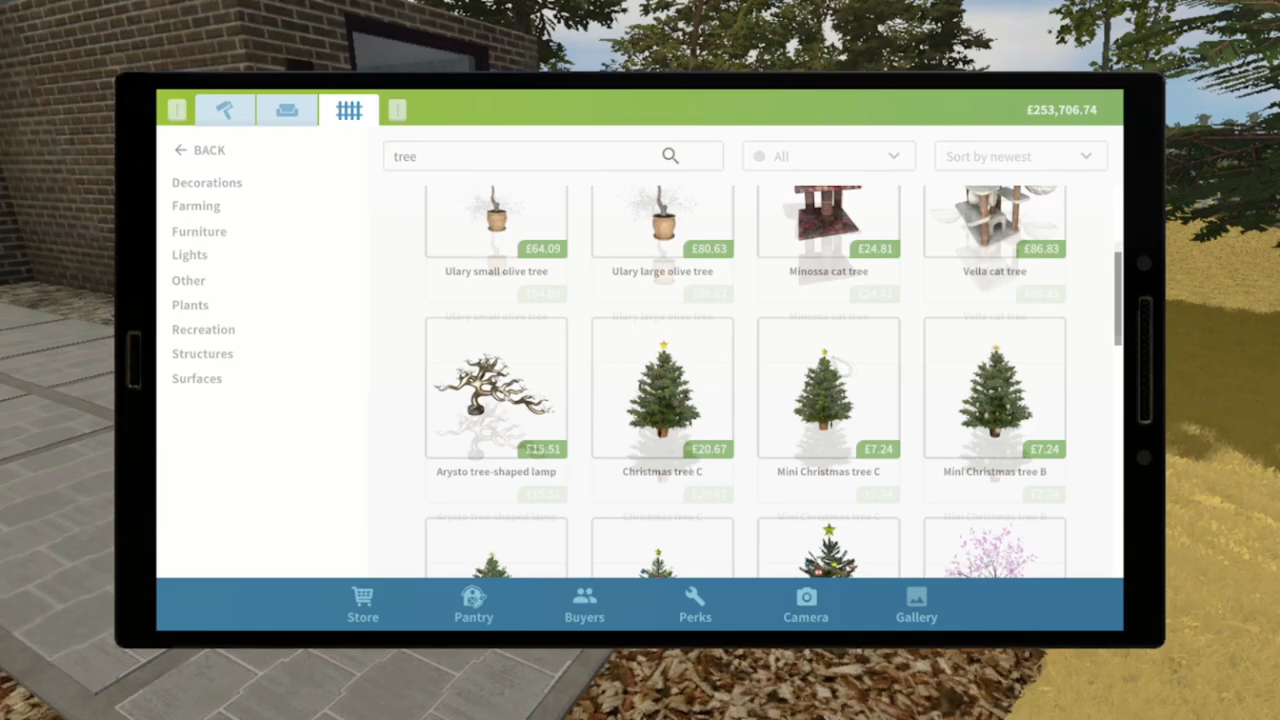 £253,706.74
BACK
tree
All
Sort by newest
Decorations
Farming
Furniture
Lights
Other
Plants
Recreation
Structures
Surfaces
£64.09
£80.63
£24.81
£86.83
Ulary small olive tree
Ulary large olive tree
Minossa cat tree
Vella cat tree
£15.51
£20.67
£7.24
£7.24
Arysto tree-shaped lamp
Christmas tree C
Mini Christmas tree C
Mini Christmas tree B
Store
Pantry
Buyers
Perks
Camera
Gallery